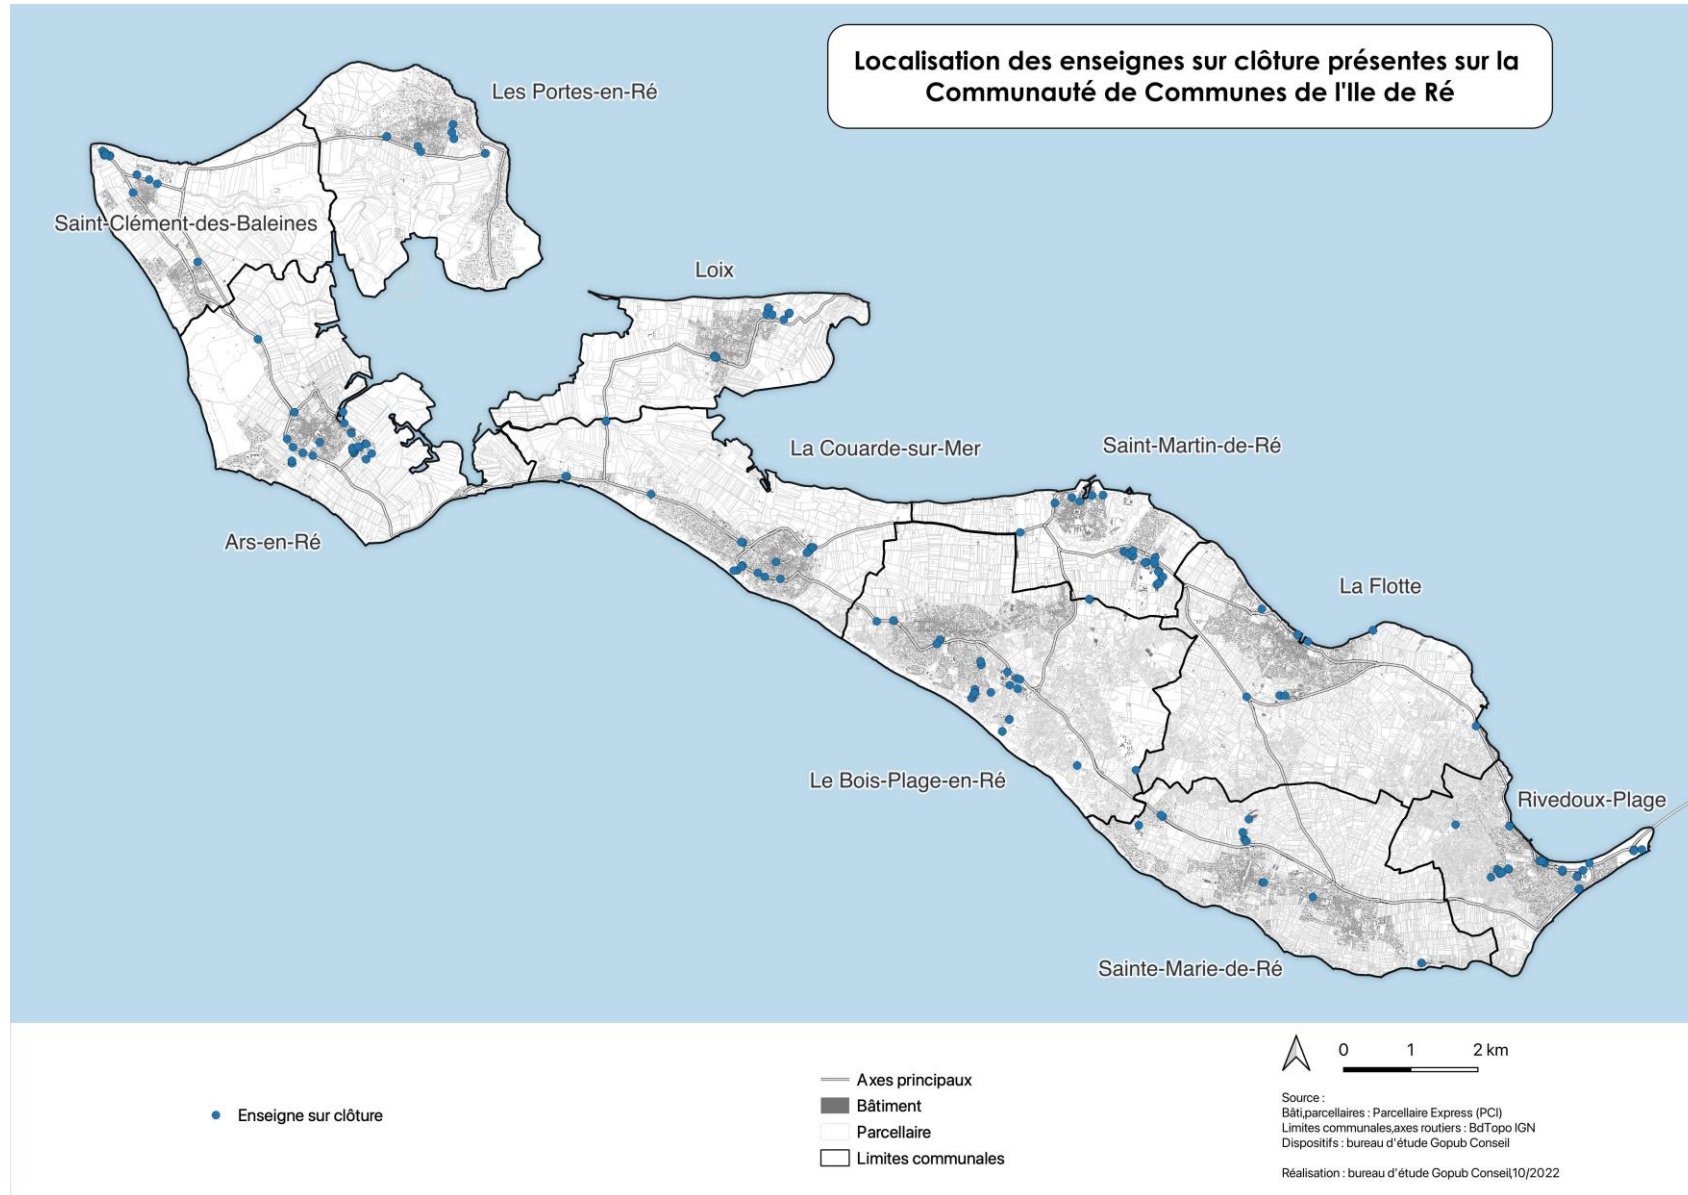 Localisation des enseignes sur clôture présentes sur la
Communauté de Communes de l'Ile de Ré
Les Portes-en-Ré
Saint-Clément-des-Baleines
Loix
La Couarde-sur-Mer
Saint-Martin-de-Ré
Ars-en-Ré
La Flotte
Le Bois-Plage-en-Ré
Rivedoux-Plage
Sainte-Marie-de-Ré
Enseigne sur clôture
Axes principaux
Bâtiment
Parcellaire
Limites communales
0 1 2 km
Source :
Bâti,parcellaires : Parcellaire Express (PCI)
Limites communales,axes routiers : BdTopo IGN
Dispositifs : bureau d'étude Gopub Conseil
Réalisation : bureau d'étude Gopub Conseil,10/2022